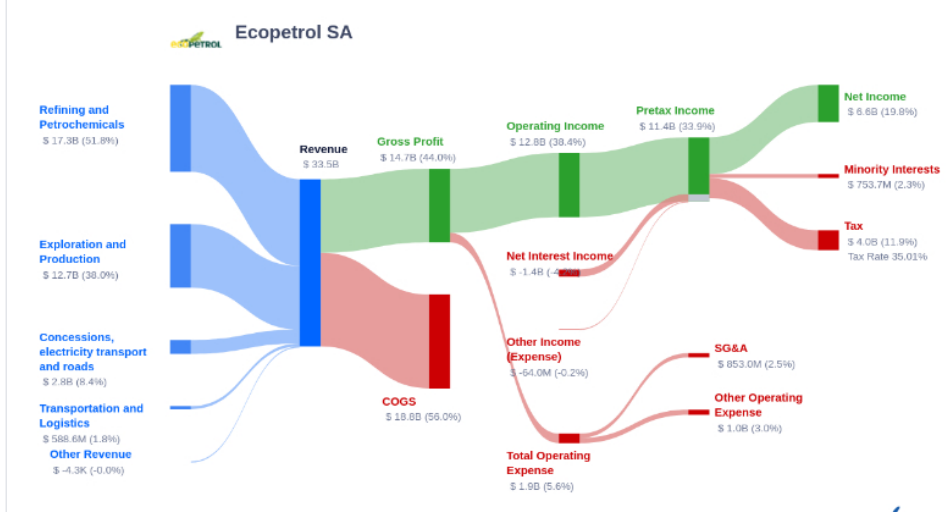 Ecopetrol SA
ecoPETROL
Refining and
Petrochemicals
$ 17.3B (51.8%)
Exploration and
Production
$ 12.7B (38.0%)
Concessions,
electricity transport
and roads
$ 2.8B (8.4%)
Transportation and
Logistics
$ 588.6M (1.8%)
Other Revenue
$ -4.3K (-0.0%)
Revenue
$ 33.5B
Gross Profit
$ 14.7B (44.0%)
COGS
$ 18.8B (56.0%)
Operating Income
$ 12.8B (38.4%)
Net Interest Income
$ -1.4B
Other Income
(Expense)
$ -64.0M (-0.2%)
Total Operating
Expense
$ 1.9B (5.6%)
Pretax Income
$ 11.4B (33.9%)
SG&A
$ 853.0M (2.5%)
Other Operating
Expense
$ 1.0B (3.0%)
Net Income
$ 6.6B (19.8%)
Minority Interests
$ 753.7M (2.3%)
Tax
$ 4.0B (11.9%)
Tax Rate 35.01%